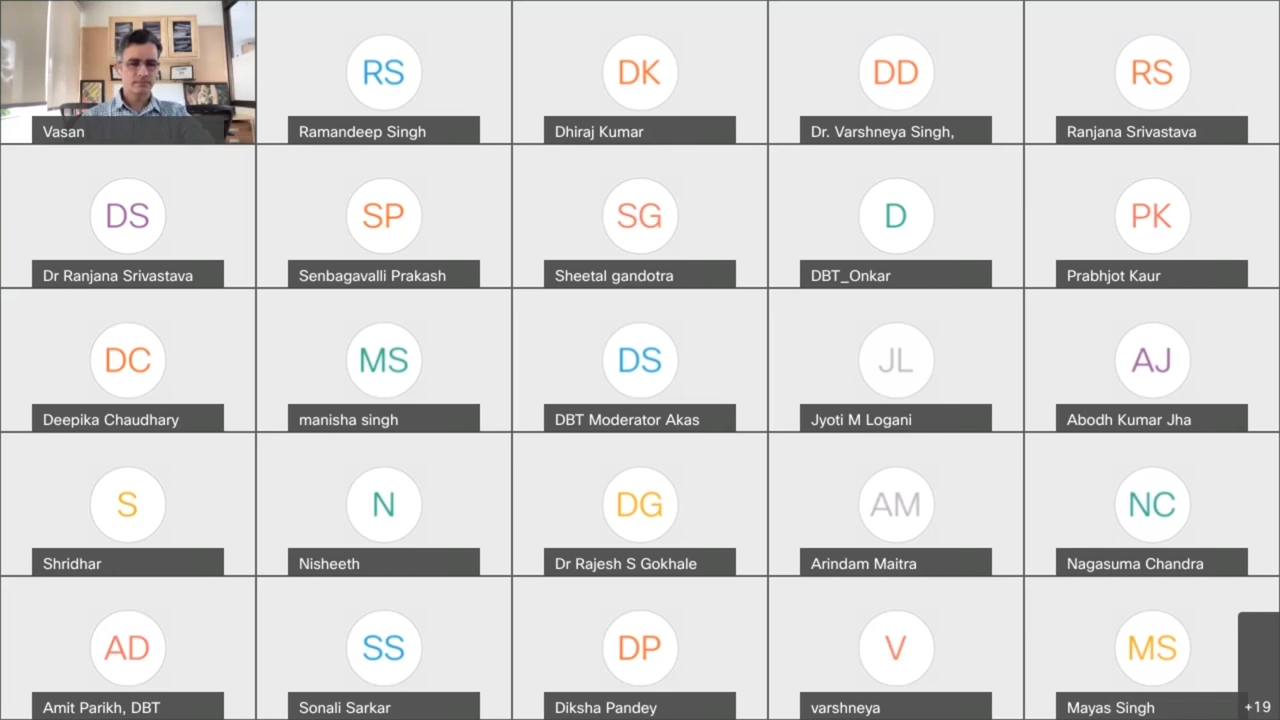 Vasan
RS
Ramandeep Singh
DK
Dhiraj Kumar
DD
Dr. Varshneya Singh,
RS
Ranjana Srivastava
DS
Dr Ranjana Srivastava
SP
Senbagavalli Prakash
SG
Sheetal gandotra
D
DBT_Onkar
PK
Prabhjot Kaur
DC
Deepika Chaudhary
MS
manisha singh
DS
DBT Moderator Akas
JL
Jyoti M Logani
AJ
Abodh Kumar Jha
S
Shridhar
N
Nisheeth
DG
Dr Rajesh S Gokhale
AM
Arindam Maitra
NC
Nagasuma Chandra
AD
Amit Parikh, DBT
SS
Sonali Sarkar
DP
Diksha Pandey
V
varshneya
MS
Mayas Singh
+19